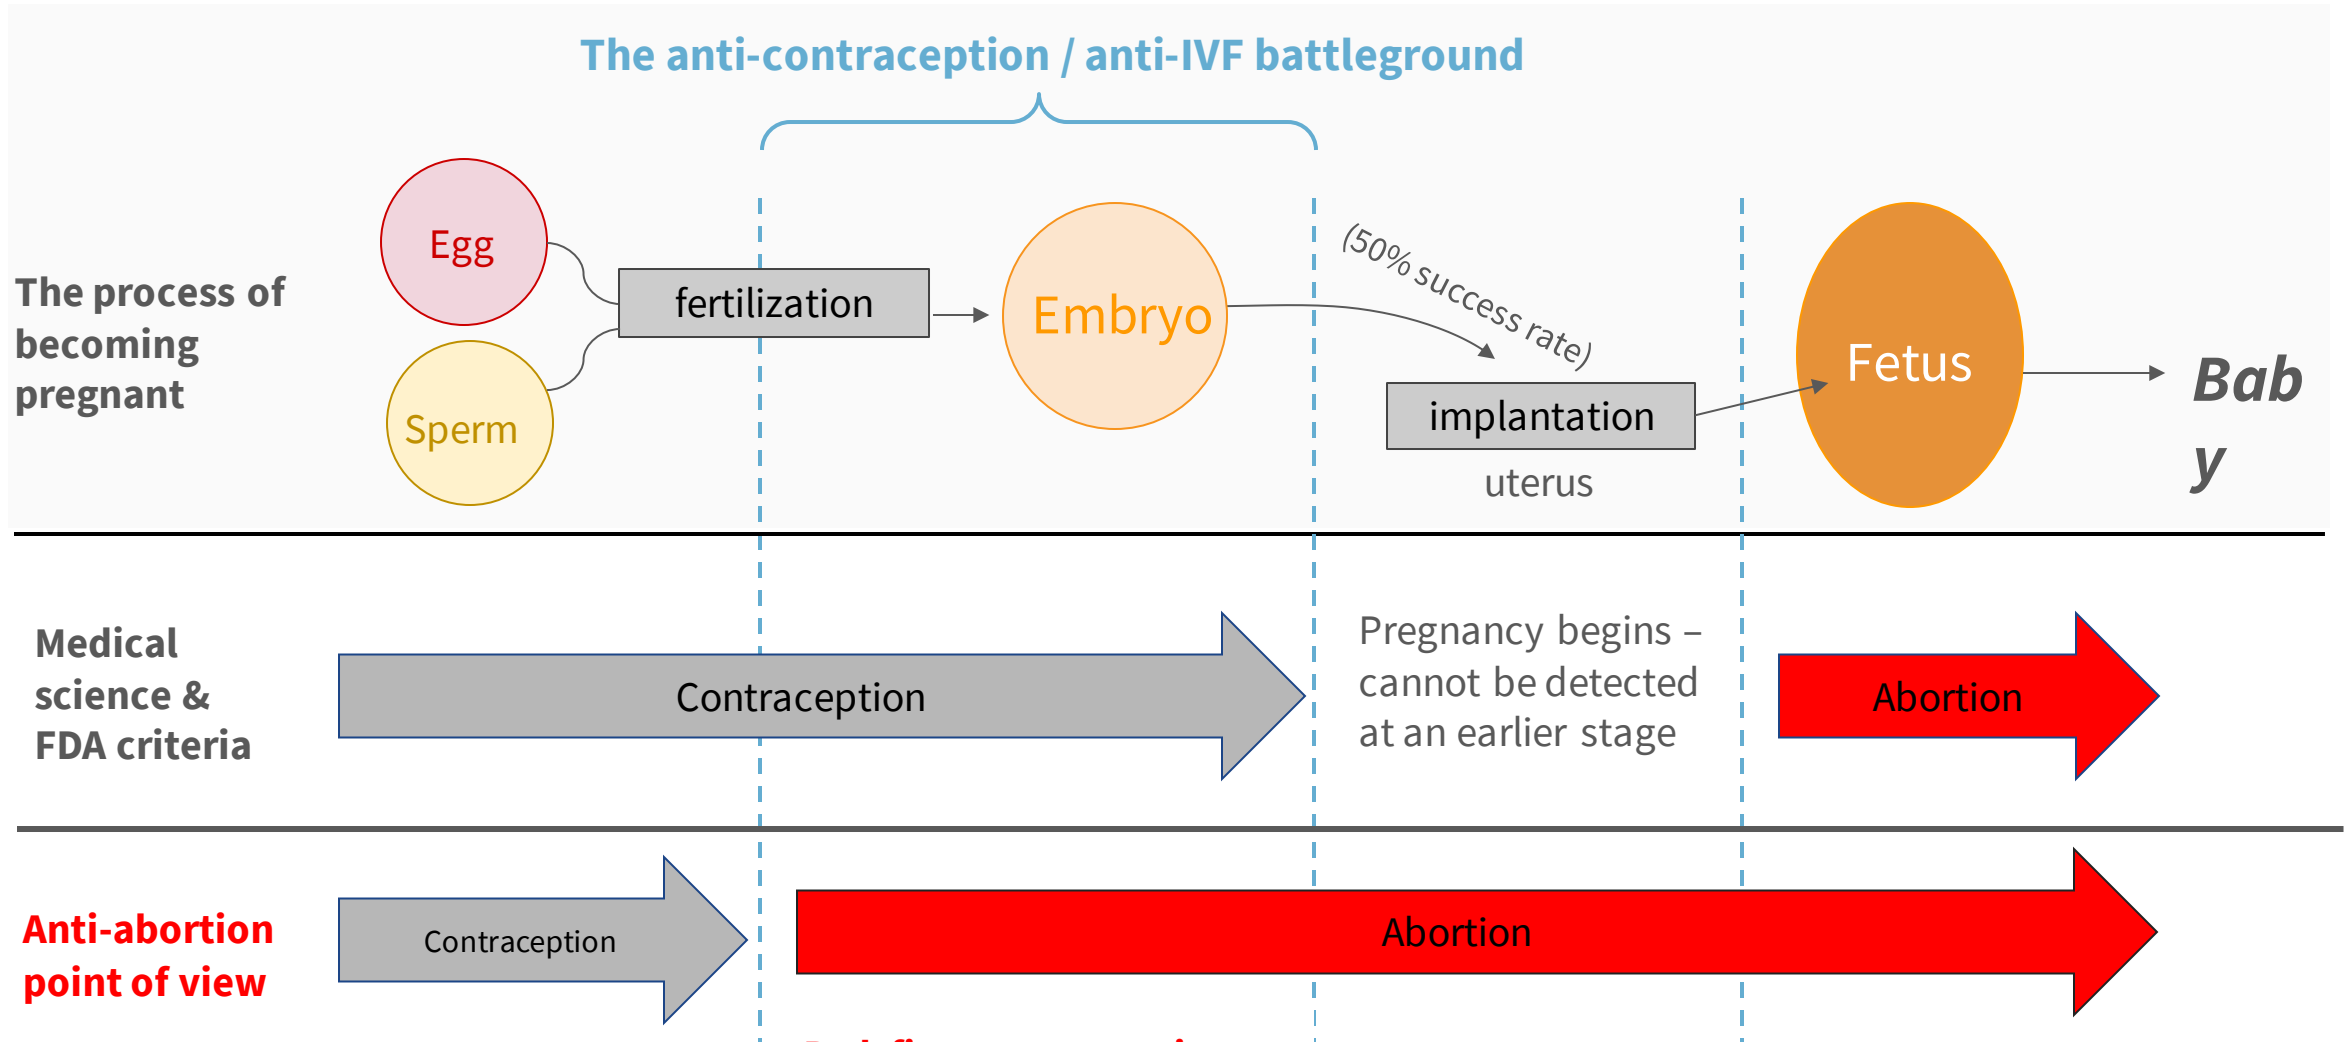 The anti-contraception / anti-IVF battleground
Egg
Sperm
fertilization
Embryo
(50% success rate)
implantation
uterus
Fetus
Bab
y
The process of
becoming
pregnant
Medical
science &
FDA criteria
Contraception
Pregnancy begins –
cannot be detected
at an earlier stage
Abortion
Anti-abortion
point of view
Contraception
Abortion